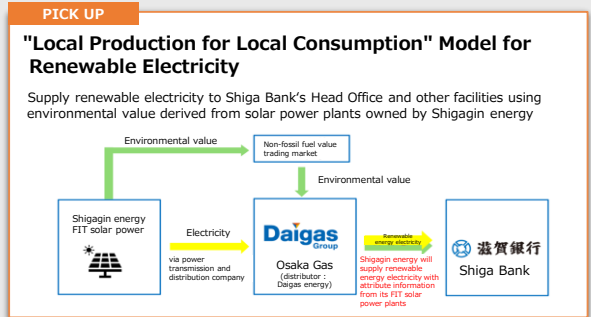 PICK UP
"Local Production for Local Consumption" Model for
Renewable Electricity
Supply renewable electricity to Shiga Bank's Head Office and other facilities using
environmental value derived from solar power plants owned by Shigagin energy
Environmental value
Non-fossil fuel value
trading market
Environmental value
Shigagin energy
FIT solar power
Electricity
via power
transmission and
distribution company
Daigas
Group
Osaka Gas
(distributor :
Daigas energy)
Renewable
energy electricity
Shigagin energy will
supply renewable
energy electricity with
attribute information
from its FIT solar
power plants
滋賀銀行
Shiga Bank